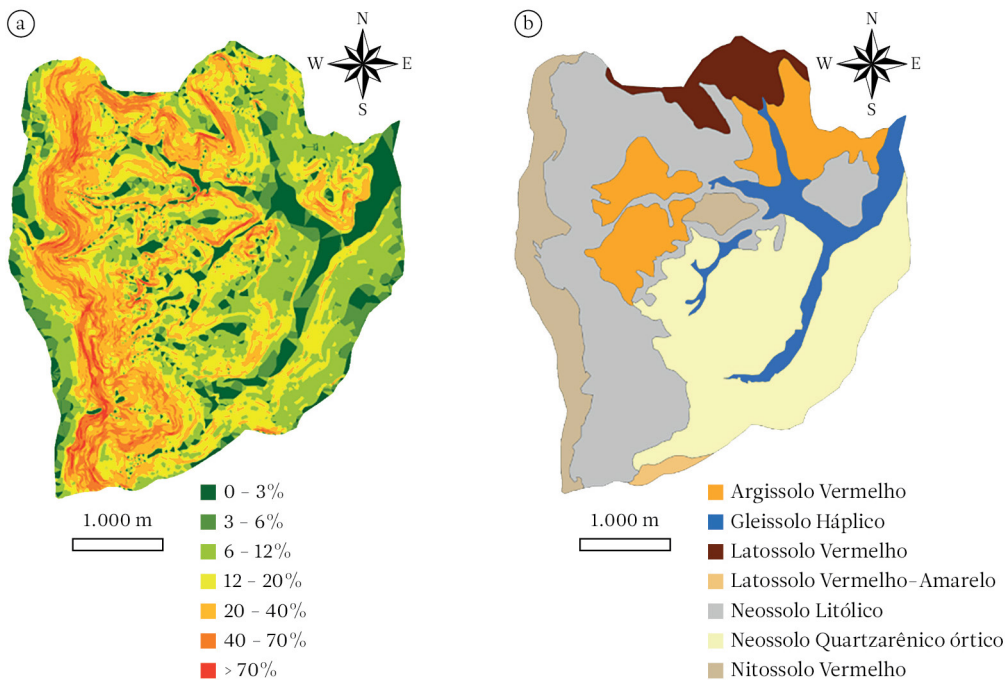 a
N
W E
S
0 – 3%
3 – 6%
6 – 12%
12 – 20%
20 – 40%
40 – 70%
> 70%
1.000 m
b
N
W E
S
Argissolo Vermelho
Gleissolo Háplico
Latossolo Vermelho
Latossolo Vermelho-Amarelo
Neossolo Litólico
Neossolo Quartzarênico órtico
Nitossolo Vermelho
1.000 m